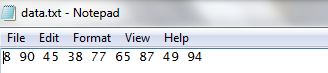 data.txt - Notepad
File Edit Format View Help
8 90 45 38 77 65 87 49 94